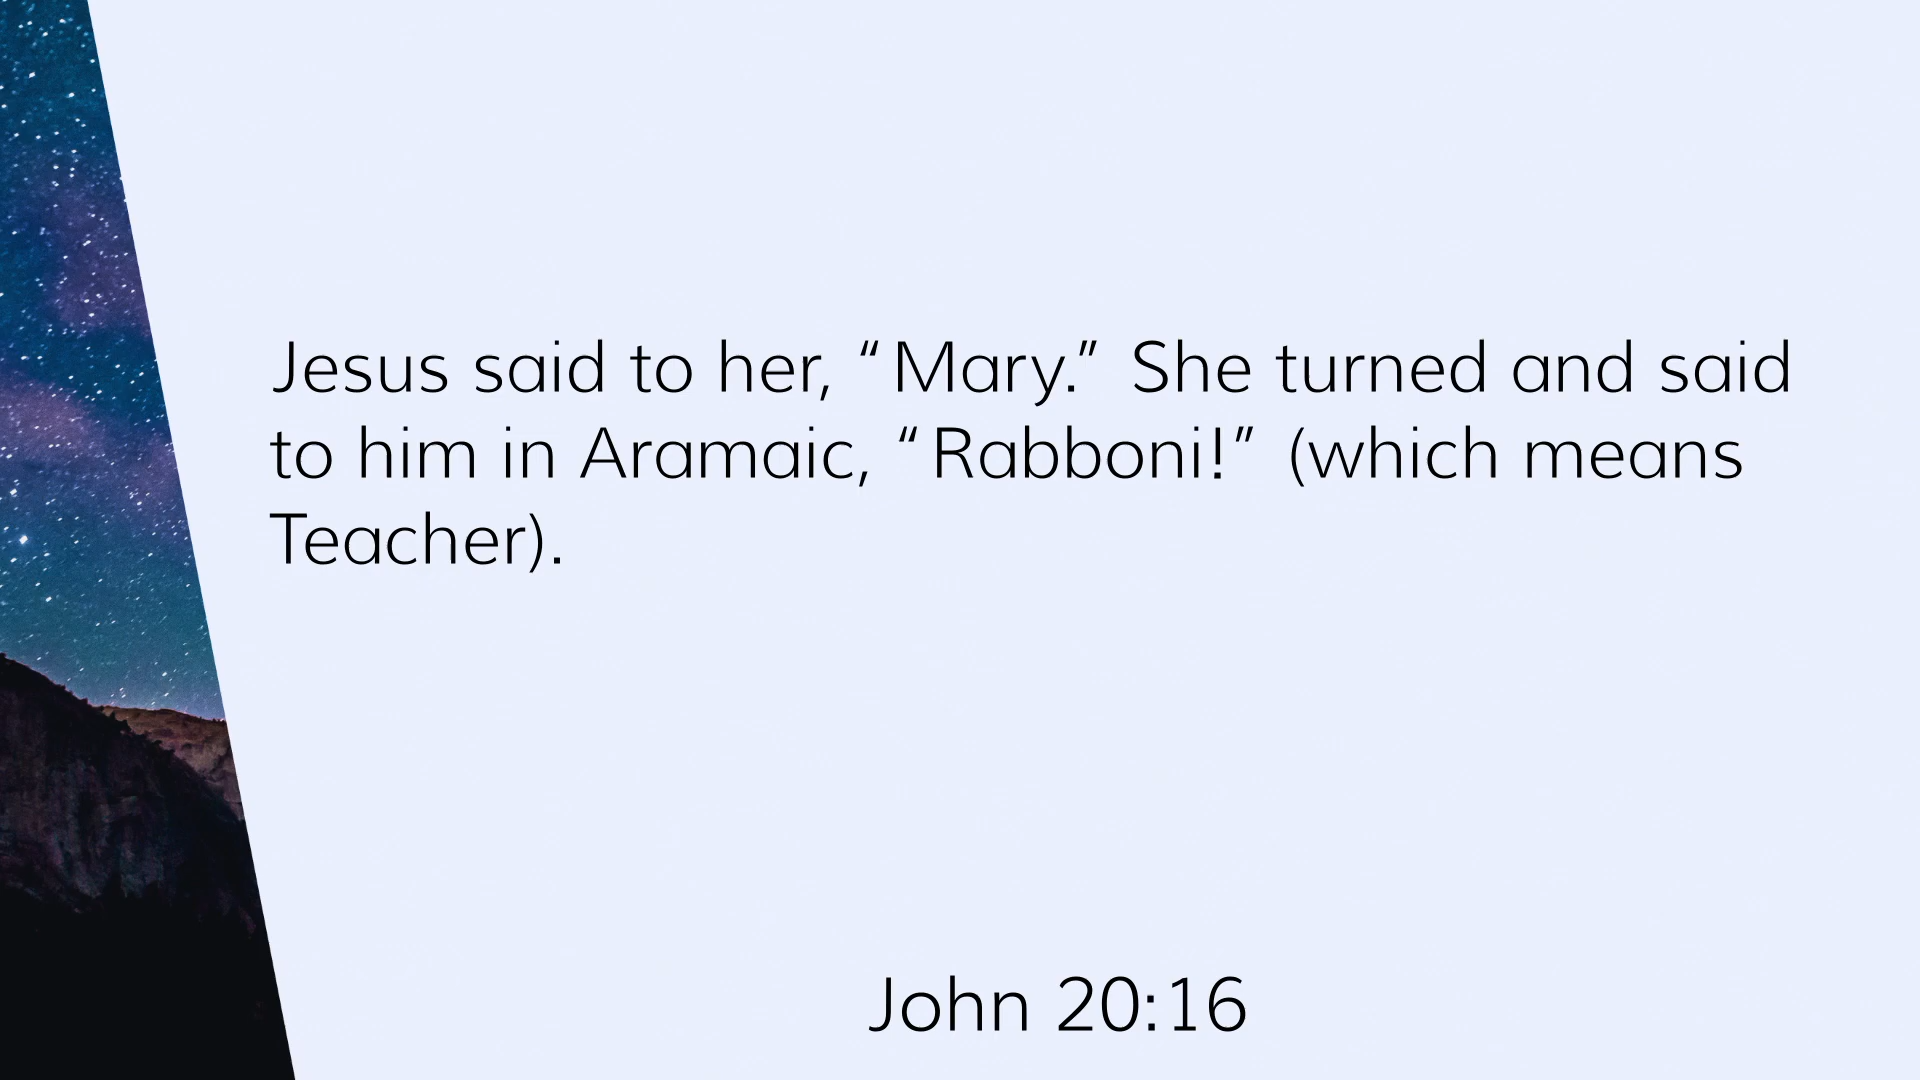 Jesus said to her, “Mary.” She turned and said
to him in Aramaic, “Rabboni!” (which means
Teacher).
John 20:16